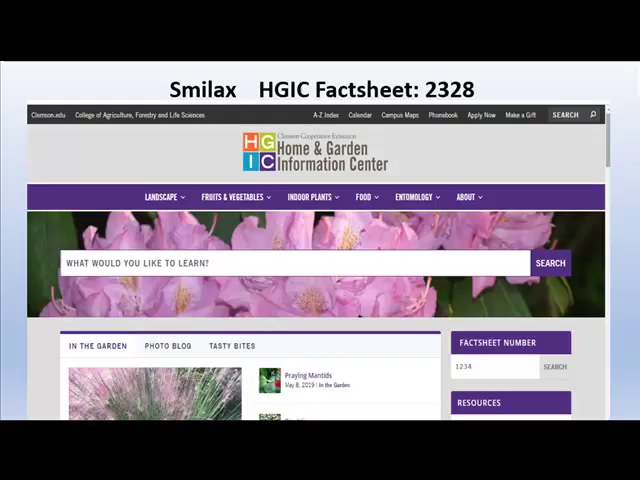 Smilax HGIC Factsheet: 2328
Clemson.edu College of Agriculture, Forestry and Life Sciences A-Z Index Calendar Campus Maps Phonebook Apply Now Make a Gift SEARCH
HG
IC
Clemson Cooperative Extension
Home & Garden
Information Center
LANDSCAPE FRUITS & VEGETABLES INDOOR PLANTS FOOD ENTOMOLOGY ABOUT
WHAT WOULD YOU LIKE TO LEARN? SEARCH
IN THE GARDEN PHOTO BLOG TASTY BITES
FACTSHEET NUMBER
1234 SEARCH
Praying Mantids
May 8, 2019 | In the Garden
RESOURCES